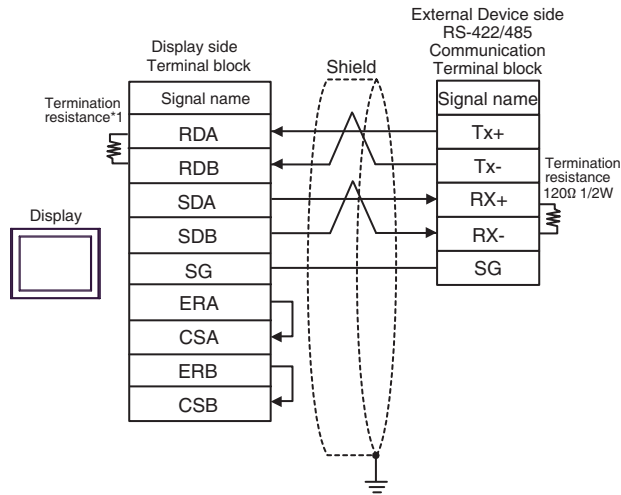 External Device side
RS-422/485
Communication
Terminal block
Display side
Terminal block
Shield
Signal name
Signal name
Termination
resistance*1
RDA
Tx+
RDB
Tx-
Termination
resistance
120Ω 1/2W
SDA
RX+
Display
SDB
RX-
SG
SG
ERA
CSA
ERB
CSB